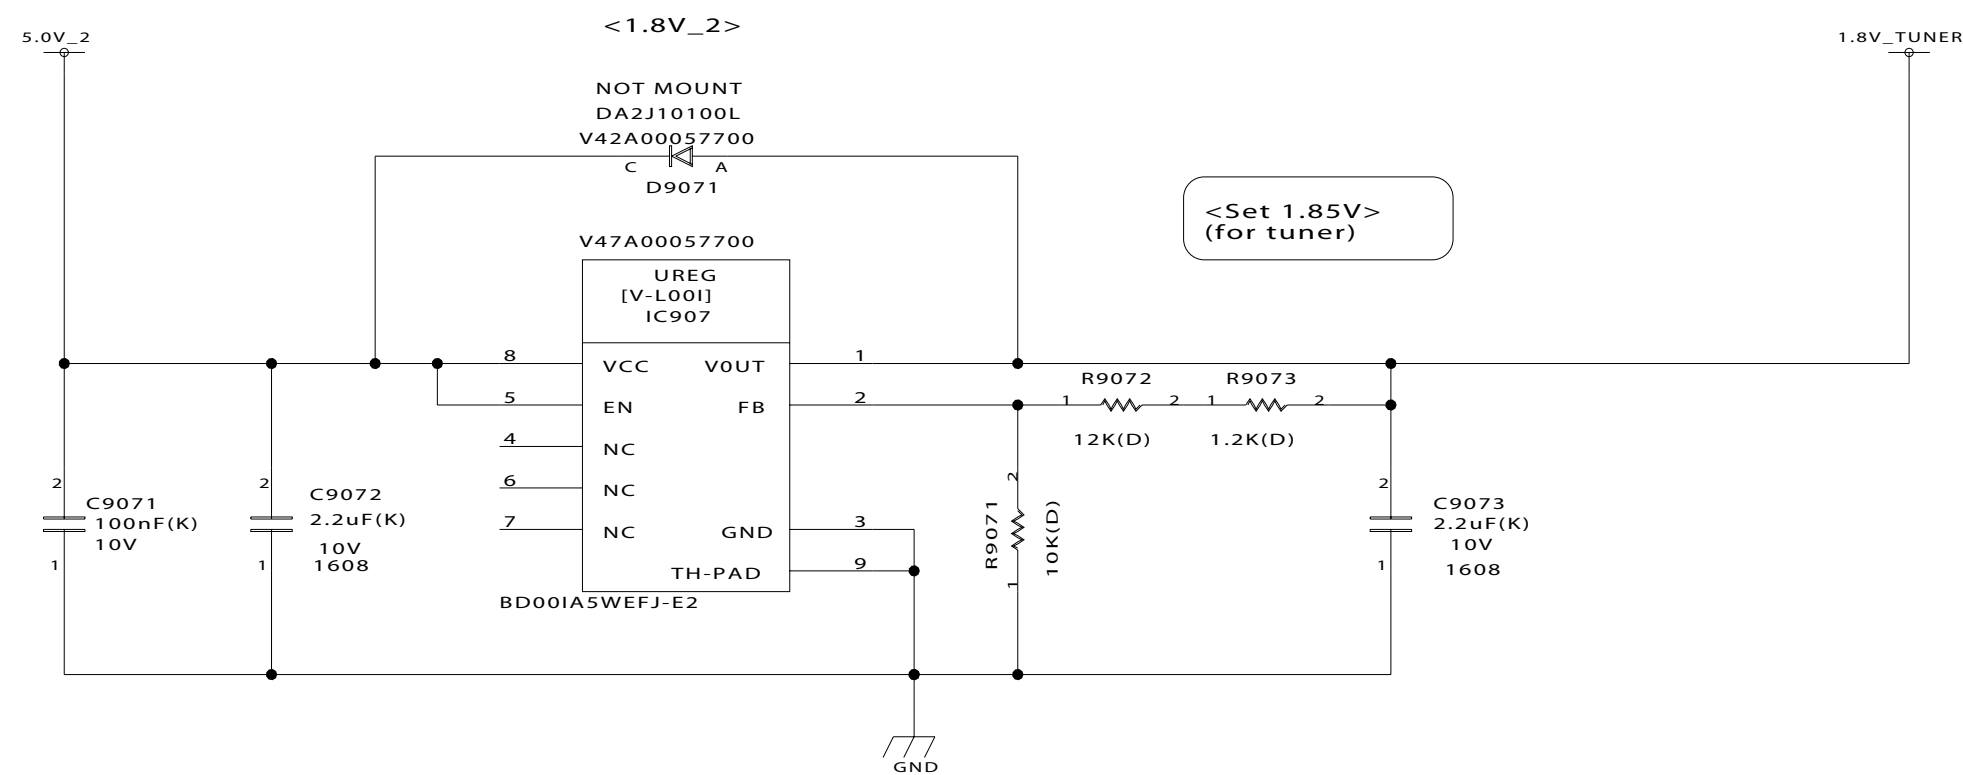 <1.8V_2>
5.0V_2
1.8V_TUNER
NOT MOUNT
DA2J10100L
V42A00057700
C
A
D9071
<Set 1.85V>
(for tuner)
V47A00057700
UREG
[V-L00I]
IC907
8
VCC
V0UT
1
5
EN
FB
2
4
NC
6
NC
7
NC
GND
3
TH-PAD
9
BD00IA5WEFJ-E2
R9072
1
2
12K(D)
R9073
1
2
1.2K(D)
2
C9071
100nF(K)
10V
1
2
C9072
2.2uF(K)
10V
1608
1
2
R9071
10K(D)
1
2
C9073
2.2uF(K)
10V
1608
1
GND